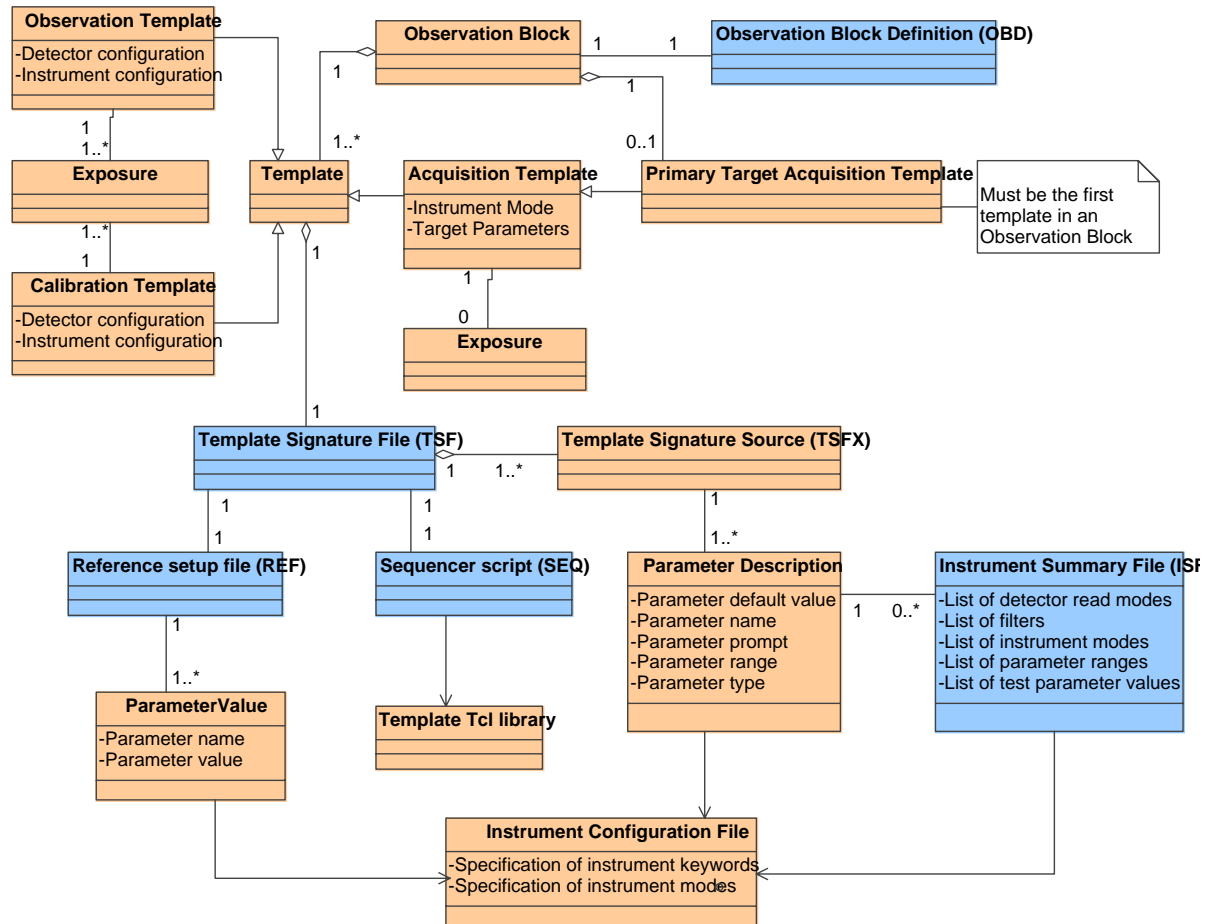 Observation Template
-Detector configuration
-Instrument configuration
Observation Block
1
1
Observation Block Definition (OBD)
1
1..*
1
1
0..1
1
1..*
Exposure
Template
Acquisition Template
-Instrument Mode
-Target Parameters
Primary Target Acquisition Template
Must be the first
template in an
Observation Block
1..*
1
1
1
0
Calibration Template
-Detector configuration
-Instrument configuration
Exposure
1
Template Signature File (TSF)
1
1..*
Template Signature Source (TSFX)
1
1
1
1
1
1..*
Reference setup file (REF)
Sequencer script (SEQ)
Parameter Description
-Parameter default value
-Parameter name
-Parameter prompt
-Parameter range
-Parameter type
1
0..*
Instrument Summary File (ISF
-List of detector read modes
-List of filters
-List of instrument modes
-List of parameter ranges
-List of test parameter values
1
1..*
ParameterValue
-Parameter name
-Parameter value
Template Tcl library
Instrument Configuration File
-Specification of instrument keywords
-Specification of instrument modes